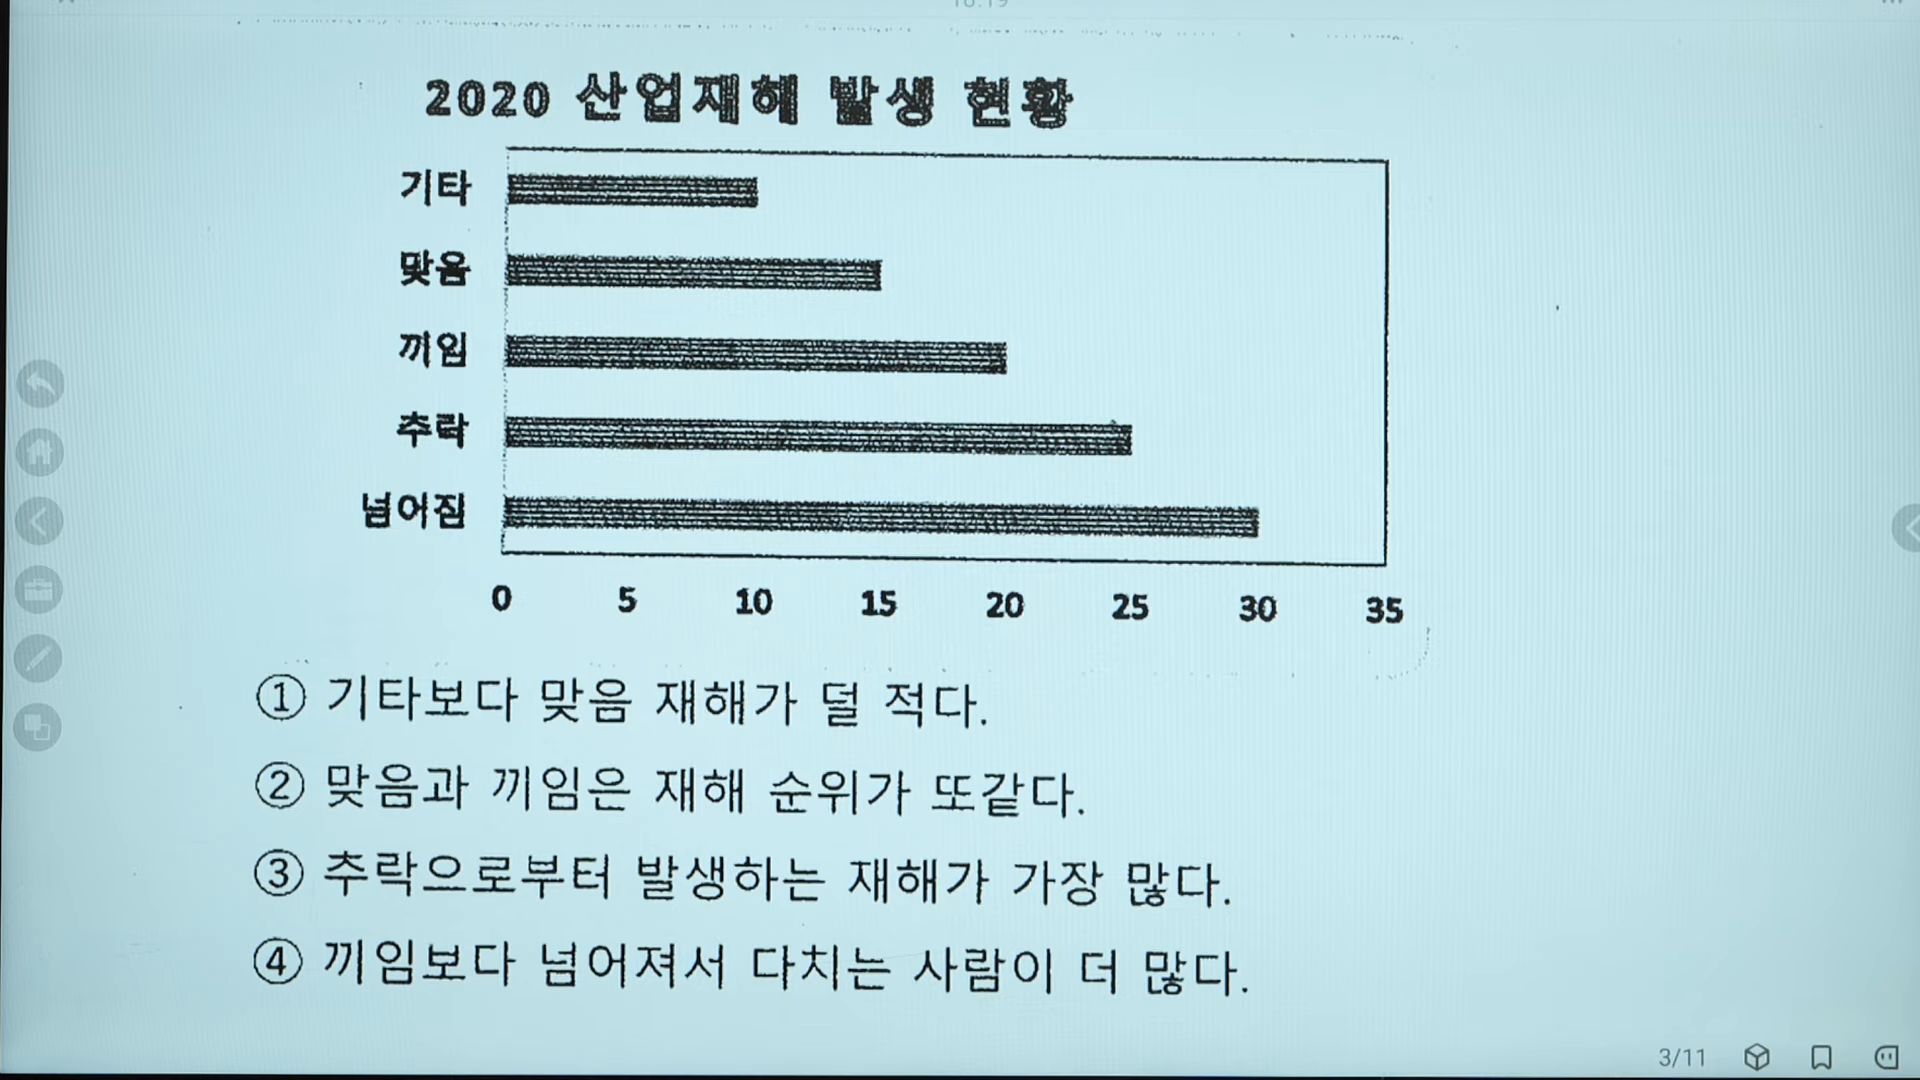 2020 산업재해 발생 현황
기타
맞음
끼임
추락
넘어짐
0 5 10 15 20 25 30 35
① 기타보다 맞음 재해가 덜 적다.
② 맞음과 끼임은 재해 순위가 또같다.
③ 추락으로부터 발생하는 재해가 가장 많다.
④ 끼임보다 넘어져서 다치는 사람이 더 많다.
3/11